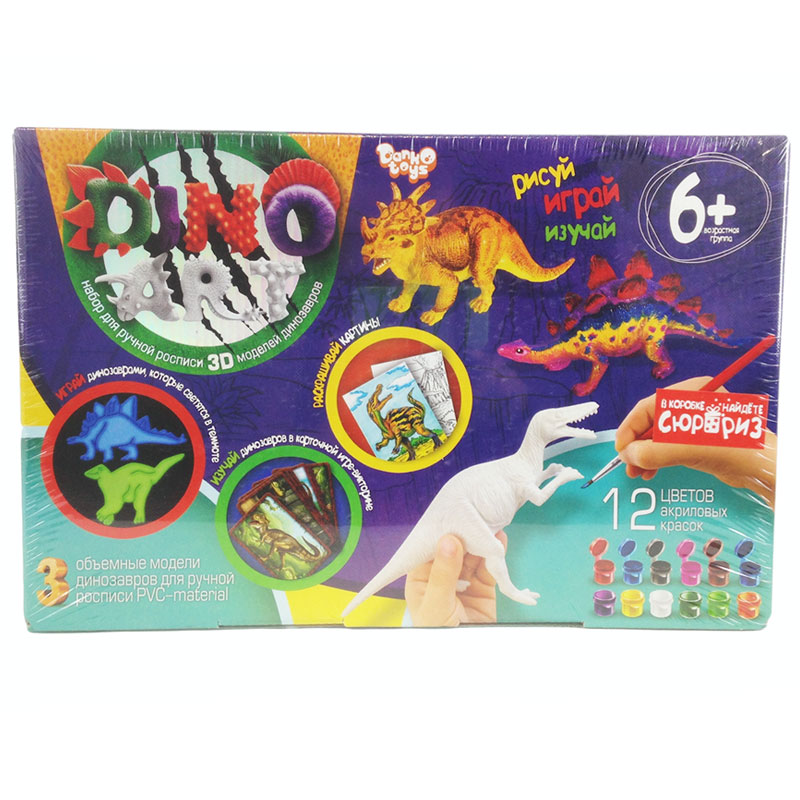 DINO
ART
набор для ручной росписи 3D моделей динозавров
Danko
toys
рисуй
играй
изучай
6+
возрастная
группа
РАСКРАШИВАЙ КАРТИНЫ
ИГРАЙ динозаврами, которые светятся в темноте
ИЗУЧАЙ динозавров в карточной игре-викторине
В КОРОБКЕ НАЙДЁТЕ
СЮРПРИЗ
12 ЦВЕТОВ
акриловых
красок
3 объемные модели
динозавров для ручной
росписи PVC-material